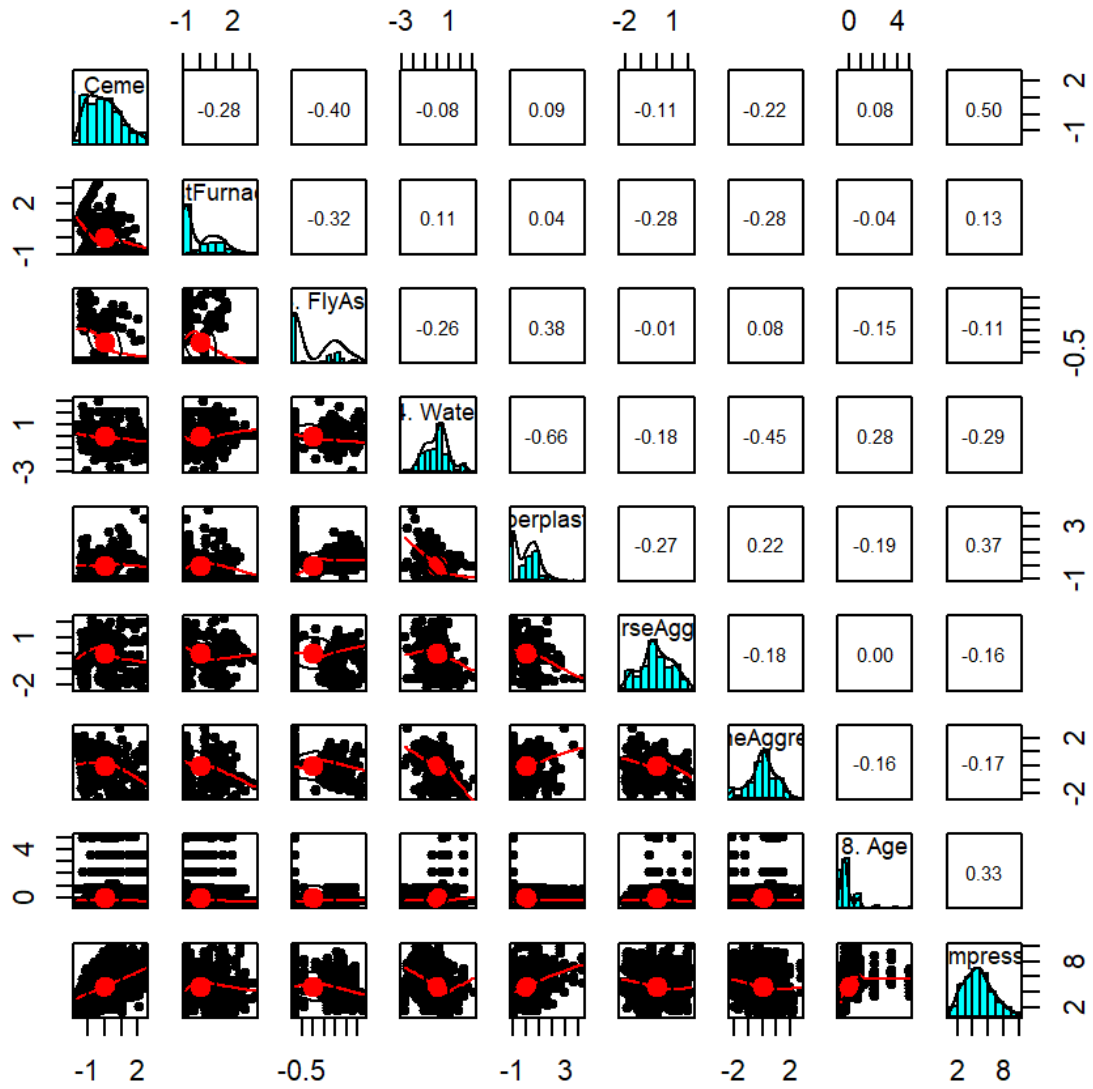 -1 2 -3 1 -2 1 0 4
Ceme -0.28 -0.40 -0.08 0.09 -0.11 -0.22 0.08 0.50 -1 2
-1 2 tFurna -0.32 0.11 0.04 -0.28 -0.28 -0.04 0.13
. FlyAs -0.26 0.38 -0.01 0.08 -0.15 -0.11 -0.5
-3 1 4. Wate -0.66 -0.18 -0.45 0.28 -0.29
perplast -0.27 0.22 -0.19 0.37 -1 3
-2 1 rseAgg -0.18 0.00 -0.16
neAggre -0.16 -0.17 -2 2
0 4 8. Age 0.33
mpress 2 8
-1 2 -0.5 -1 3 -2 2 2 8